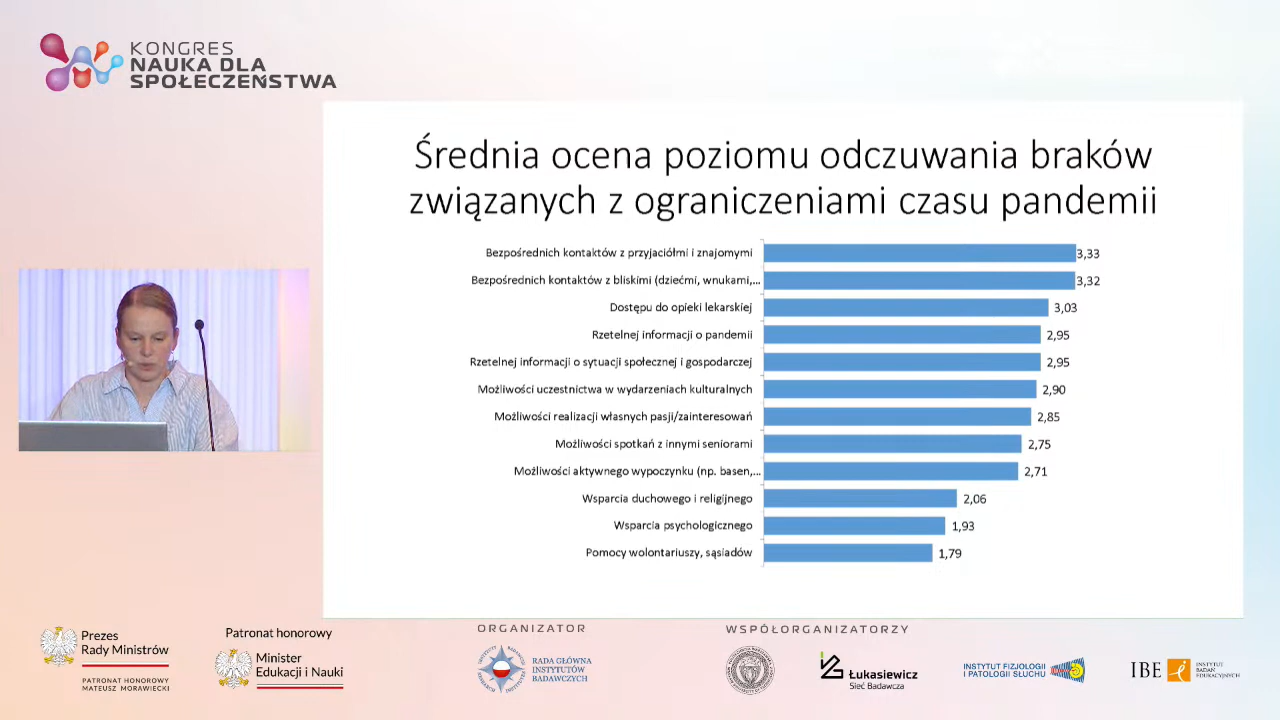 KONGRES
NAUKA DLA
SPOŁECZEŃSTWA
Średnia ocena poziomu odczuwania braków
związanych z ograniczeniami czasu pandemii
Bezpośrednich kontaktów z przyjaciółmi i znajomymi 3,33
Bezpośrednich kontaktów z bliskimi (dziećmi, wnukami,... 3,32
Dostępu do opieki lekarskiej 3,03
Rzetelnej informacji o pandemii 2,95
Rzetelnej informacji o sytuacji społecznej i gospodarczej 2,95
Możliwości uczestnictwa w wydarzeniach kulturalnych 2,90
Możliwości realizacji własnych pasji/zainteresowań 2,85
Możliwości spotkań z innymi seniorami 2,75
Możliwości aktywnego wypoczynku (np. basen,... 2,71
Wsparcia duchowego i religijnego 2,06
Wsparcia psychologicznego 1,93
Pomocy wolontariuszy, sąsiadów 1,79
Prezes
Rady Ministrów
PATRONAT HONOROWY
MATEUSZ MORAWIECKI
Patronat honorowy
Minister
Edukacji i Nauki
ORGANIZATOR
RADA GŁÓWNA
INSTYTUTÓW
BADAWCZYCH
WSPÓŁORGANIZATORZY
Łukasiewicz
Sieć Badawcza
INSTYTUT FIZJOLOGII
I PATOLOGII SŁUCHU
IBE
INSTYTUT
BADAŃ
EDUKACYJNYCH